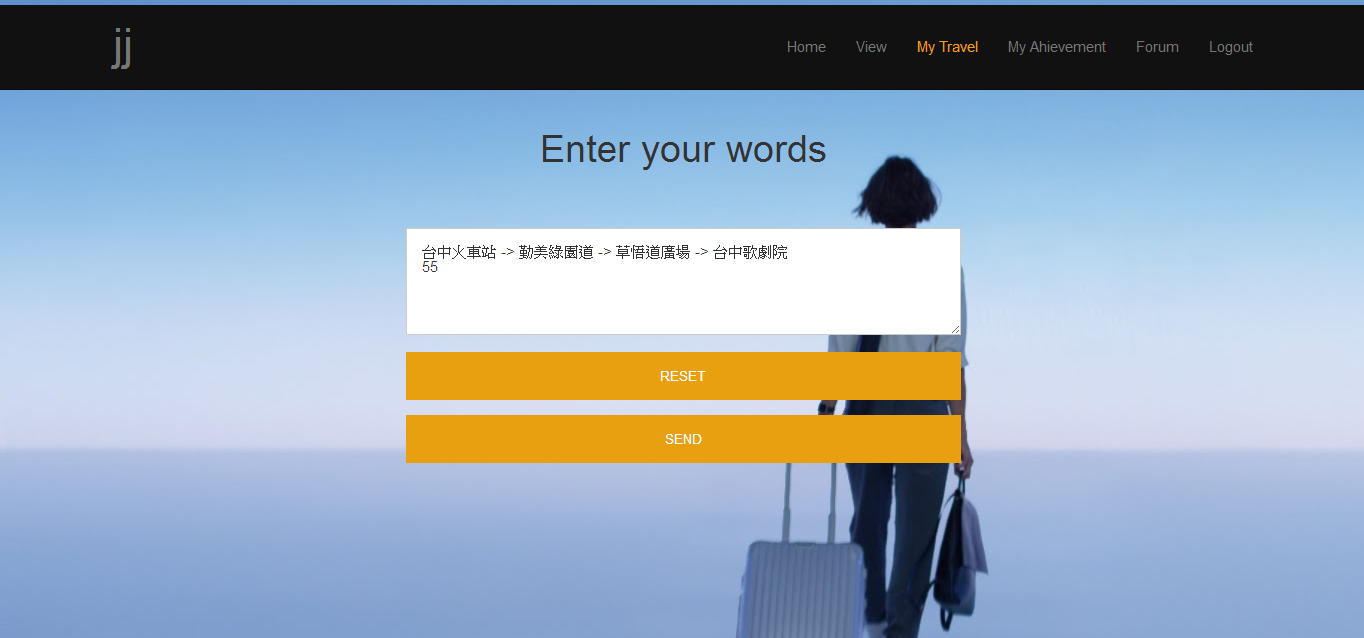 jj
Home View My Travel My Ahievement Forum Logout
Enter your words
台中火車站 -> 勤美綠園道 -> 草悟道廣場 -> 台中歌劇院
55
RESET
SEND